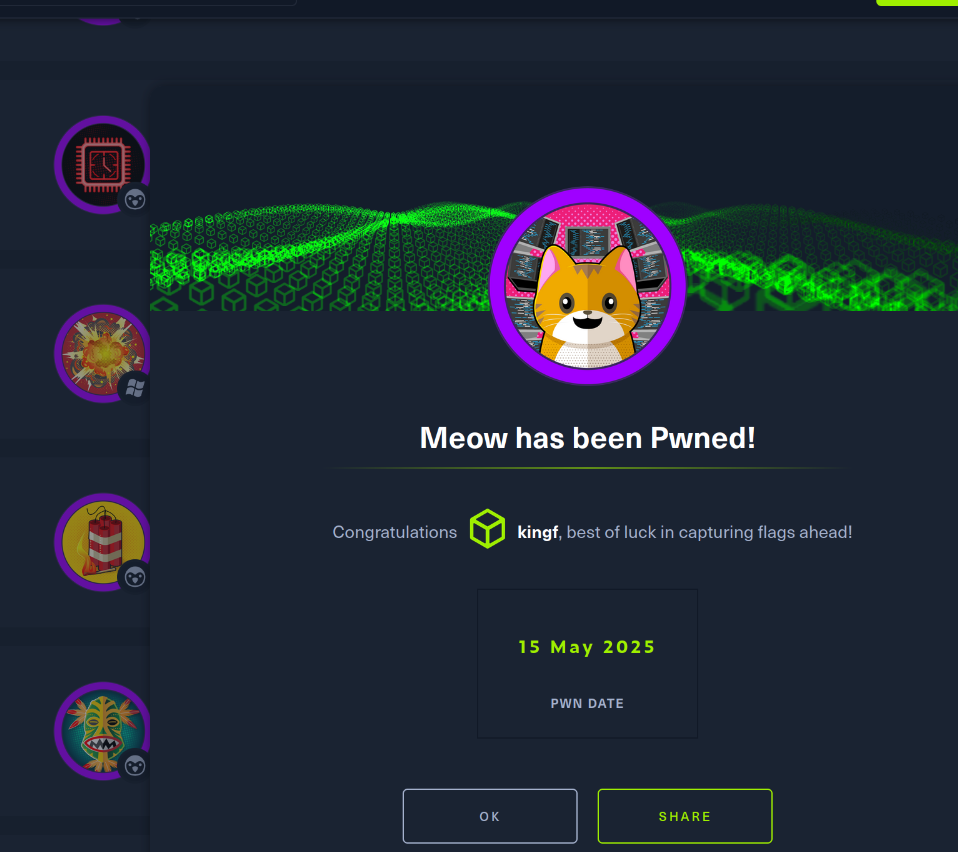 Meow has been Pwned!
Congratulations kingf, best of luck in capturing flags ahead!
15 May 2025
PWN DATE
OK
SHARE